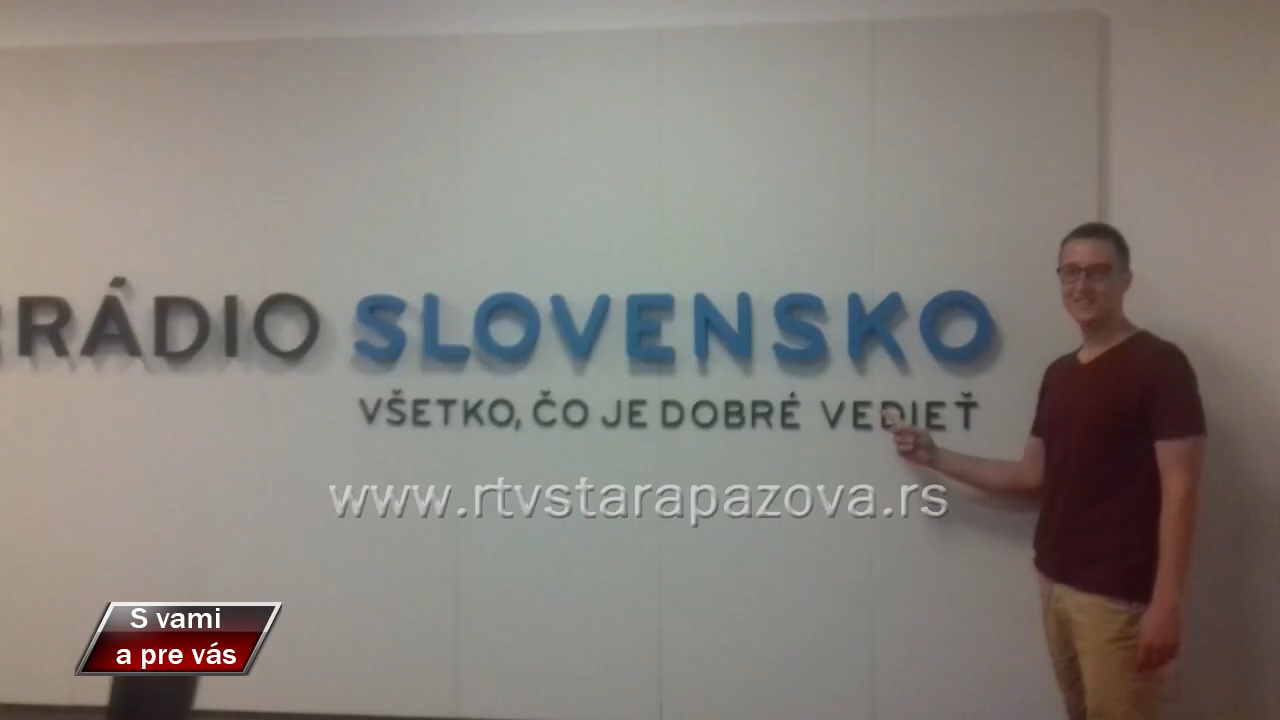 RÁDIO SLOVENSKO
VŠETKO, ČO JE DOBRÉ VEDIEŤ
www.rtvstarapazova.rs
S vami
a pre vás